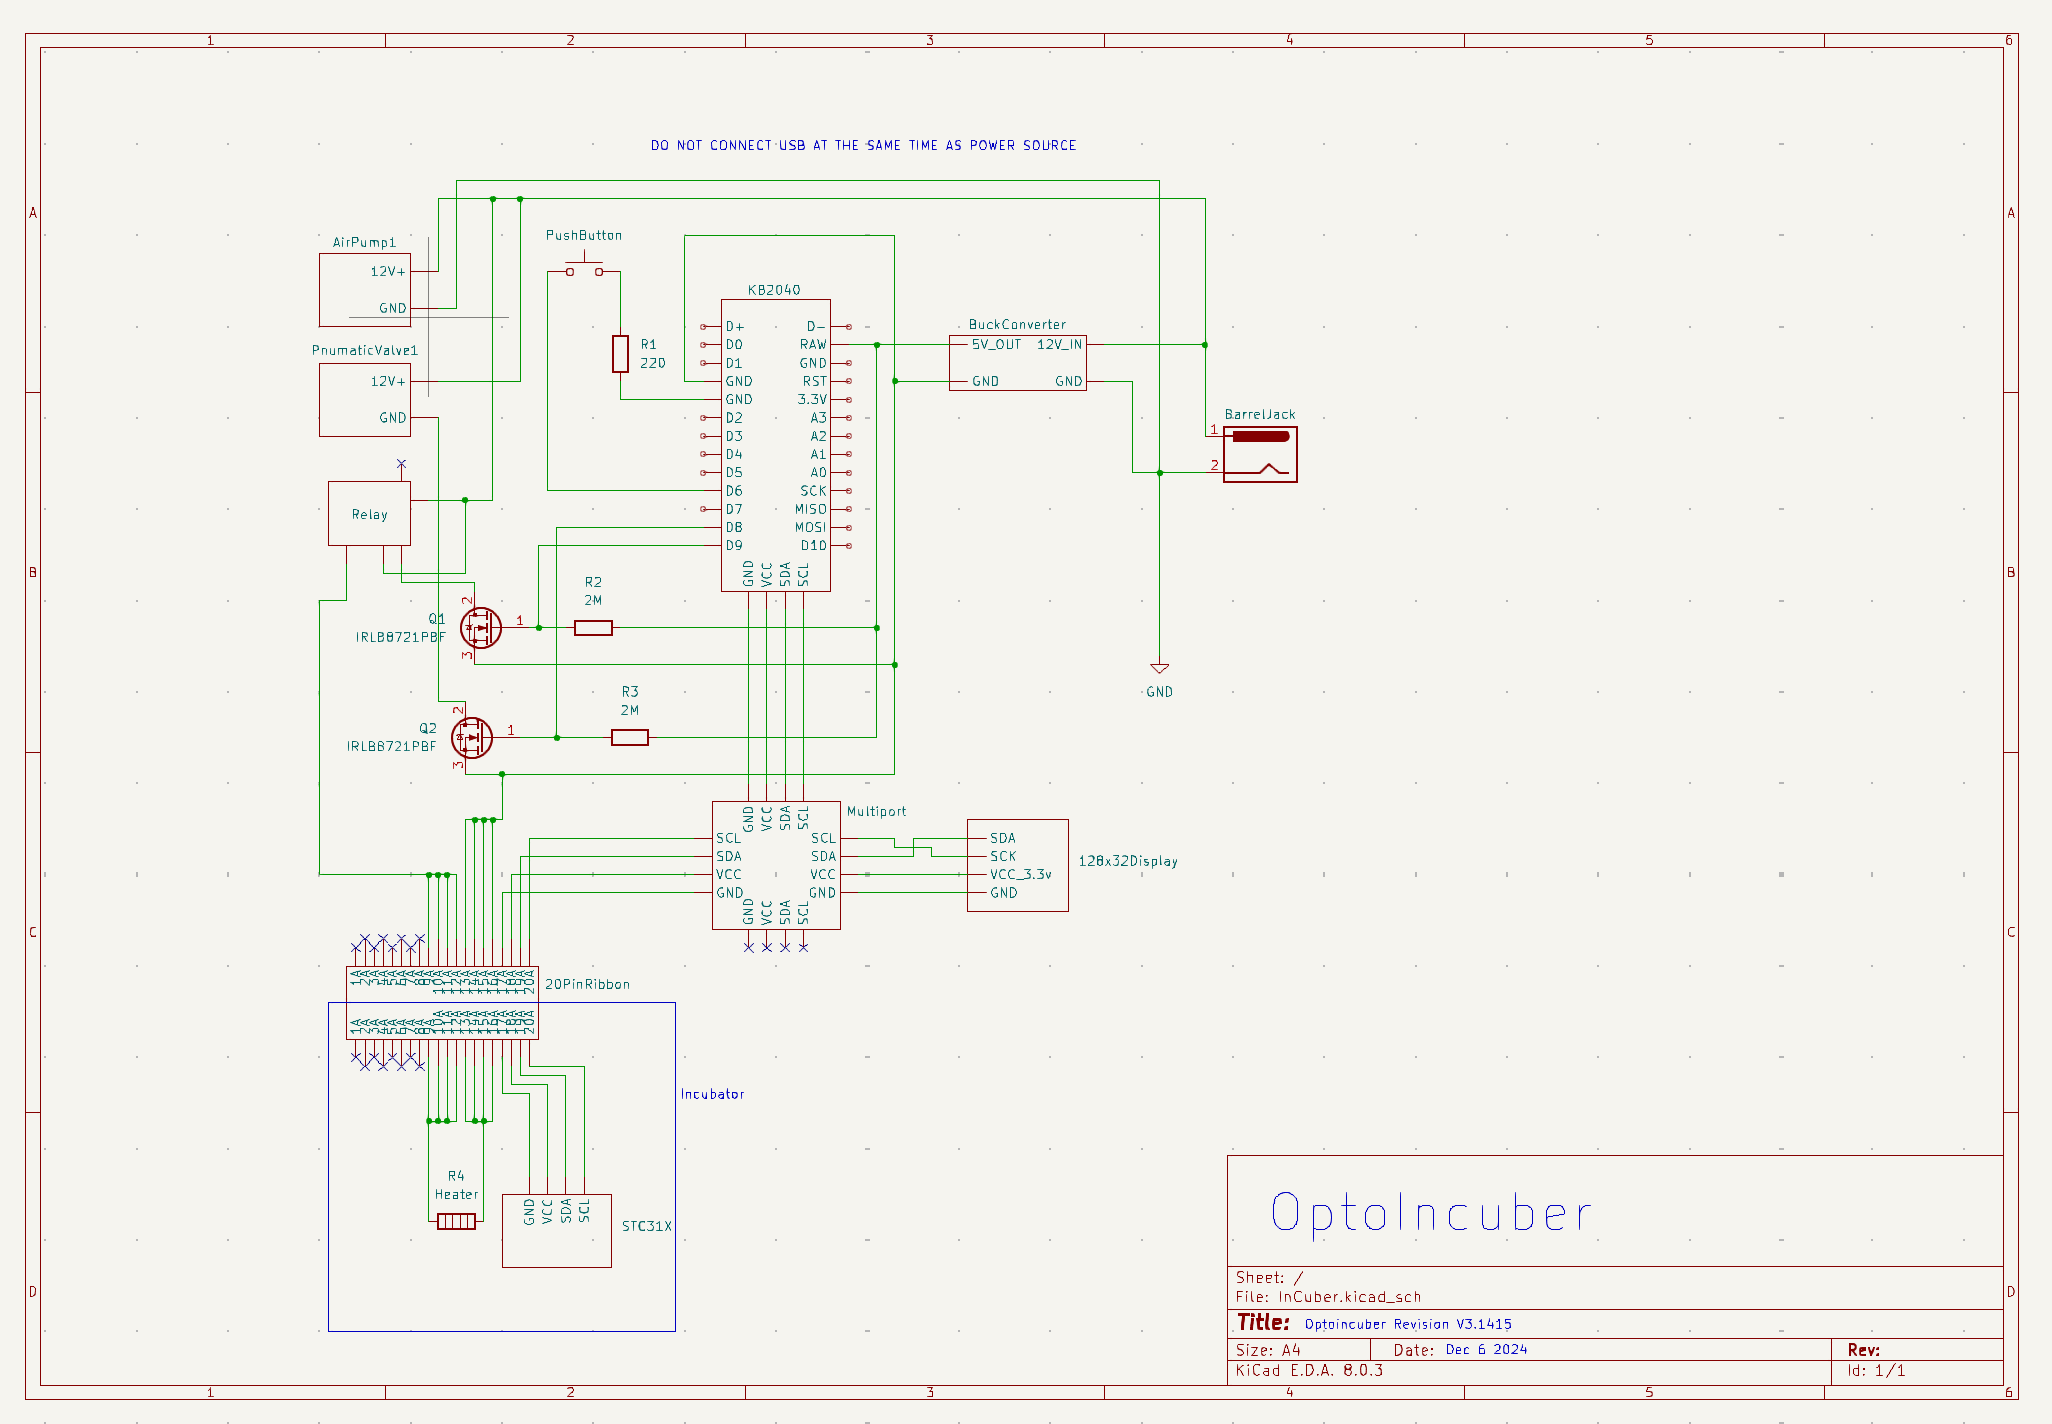 1 2 3 4 5 6
DO NOT CONNECT USB AT THE SAME TIME AS POWER SOURCE
A A
AirPump1
12V+
GND
PushButton
KB2040
D+ D-
D0 RAW
D1 GND
GND RST
GND 3.3V
D2 A3
D3 A2
D4 A1
D5 A0
D6 SCK
D7 MISO
D8 MOSI
D9 D10
GND VCC SDA SCL
R1
220
BuckConverter
5V_OUT 12V_IN
GND GND
PnumaticValve1
12V+
GND
BarrelJack
1
2
Relay
B B
R2
2M
Q1
IRLB8721PBF
2
1
3
GND
R3
2M
Q2
IRLB8721PBF
2
1
3
Multiport
GND VCC SDA SCL
SCL SCL
SDA SDA
VCC VCC
GND GND
GND VCC SDA SCL
SDA
SCK
VCC_3.3v
GND
128x32Display
C C
1A 2A 3A 4A 5A 6A 7A 8A 9A 10A 11A 12A 13A 14A 15A 16A 17A 18A 19A 20A
20PinRibbon
1A 2A 3A 4A 5A 6A 7A 8A 9A 10A 11A 12A 13A 14A 15A 16A 17A 18A 19A 20A
Incubator
R4
Heater
GND VCC SDA SCL
STC31X
D D
OptoIncuber
Sheet: /
File: InCuber.kicad_sch
Title: Optoincuber Revision V3.1415
Size: A4 Date: Dec 6 2024 Rev:
KiCad E.D.A. 8.0.3 Id: 1/1
1 2 3 4 5 6